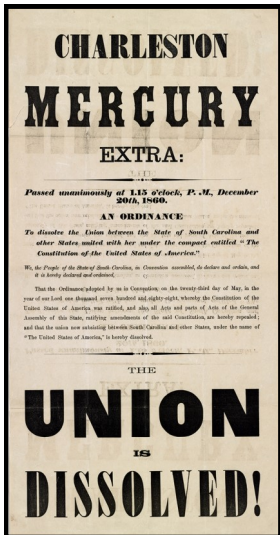 CHARLESTON
MERCURY
EXTRA:
Passed unanimously at 1.15 o'clock, P. M., December
20th, 1860.
AN ORDINANCE
To dissolve the Union between the State of South Carolina and
other States united with her under the compact entitled "The
Constitution of the United States of America."
We, the People of the State of South Carolina, in Convention assembled, do declare and ordain, and
it is hereby declared and ordained,
That the Ordinance adopted by us in Convention, on the twenty-third day of May, in the
year of our Lord one thousand seven hundred and eighty-eight, whereby the Constitution of the
United States of America was ratified, and also, all Acts and parts of Acts of the General
Assembly of this State, ratifying amendments of the said Constitution, are hereby repealed;
and that the union now subsisting between South Carolina and other States, under the name of
"The United States of America," is hereby dissolved.
THE
UNION
IS
DISSOLVED!